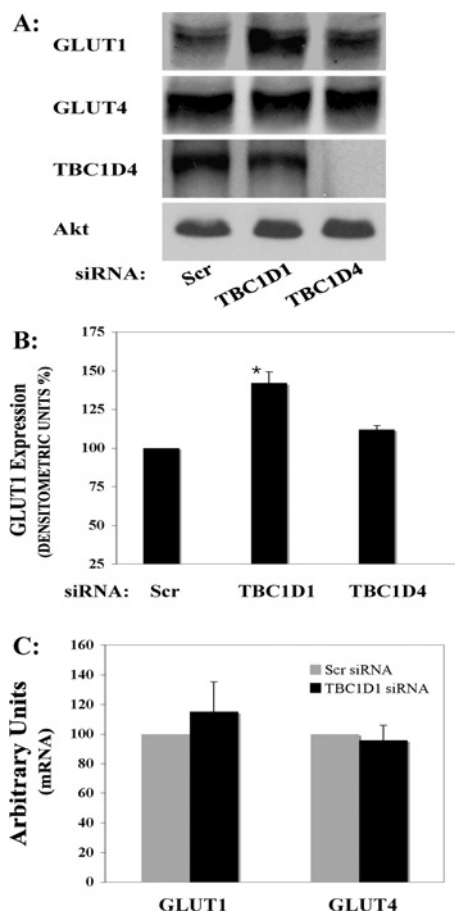 A:
GLUT1
GLUT4
TBC1D4
Akt
siRNA: Scr TBC1D1 TBC1D4
B:
GLUT1 Expression
(DENSITOMETRIC UNITS %)
175
150
125
100
75
50
25
*
siRNA: Scr TBC1D1 TBC1D4
C:
Arbitrary Units
(mRNA)
160
140
120
100
80
60
40
20
0
Scr siRNA
TBC1D1 siRNA
GLUT1 GLUT4